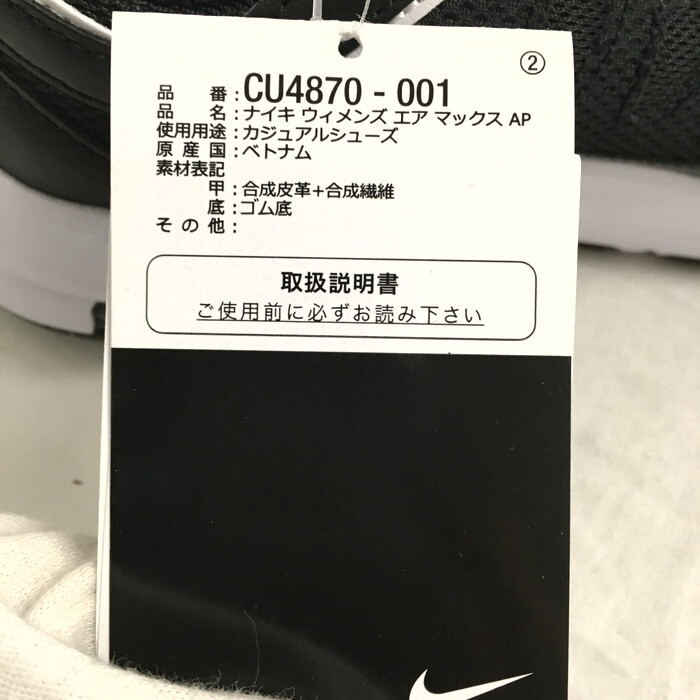 ②
品番:CU4870 - 001
品名:ナイキ ウィメンズ エア マックス AP
使用用途:カジュアルシューズ
原産国:ベトナム
素材表記
甲:合成皮革+合成繊維
底:ゴム底
その他:
取扱説明書
ご使用前に必ずお読み下さい